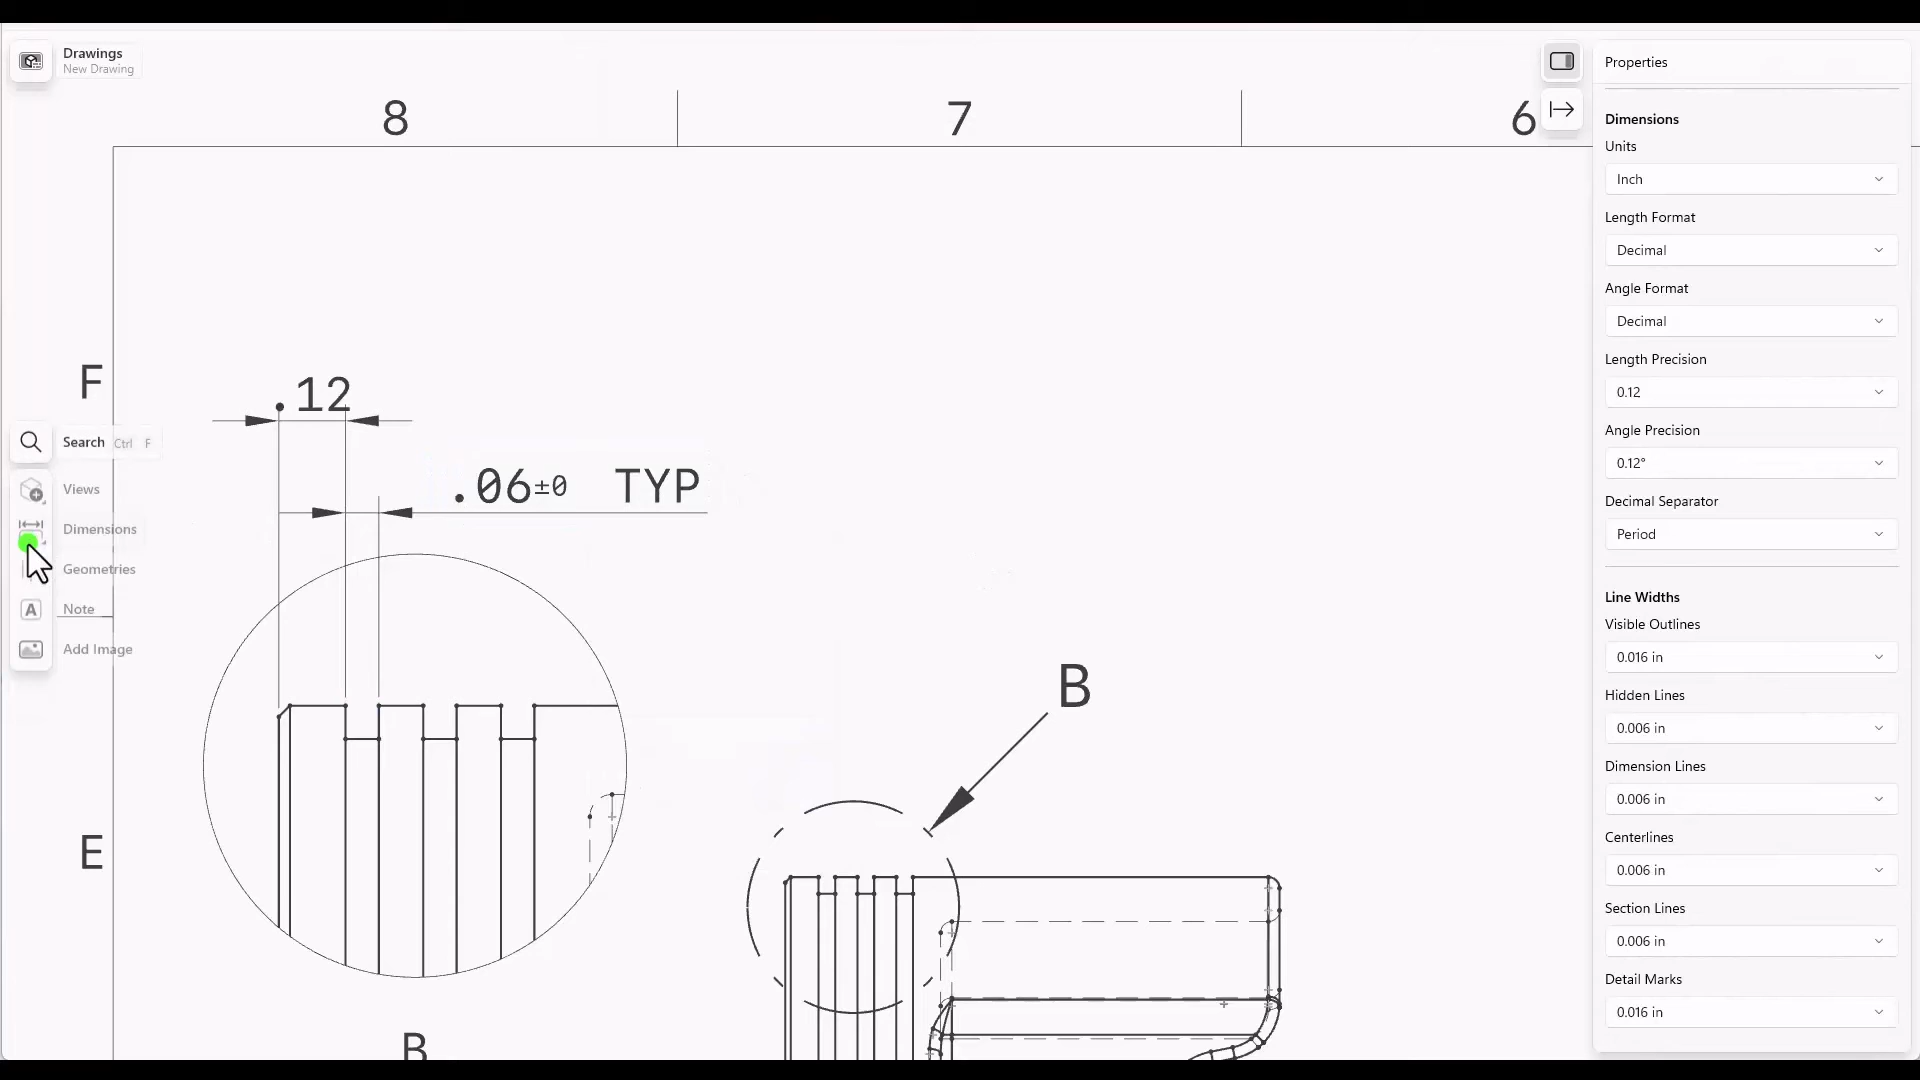 Drawings
New Drawing
8
7
6
F
.12
.06±0 TYP
Search Ctrl F
Views
Dimensions
Geometries
Note
Add Image
B
E
B
Properties
Dimensions
Units
Inch
Length Format
Decimal
Angle Format
Decimal
Length Precision
0.12
Angle Precision
0.12°
Decimal Separator
Period
Line Widths
Visible Outlines
0.016 in
Hidden Lines
0.006 in
Dimension Lines
0.006 in
Centerlines
0.006 in
Section Lines
0.006 in
Detail Marks
0.016 in